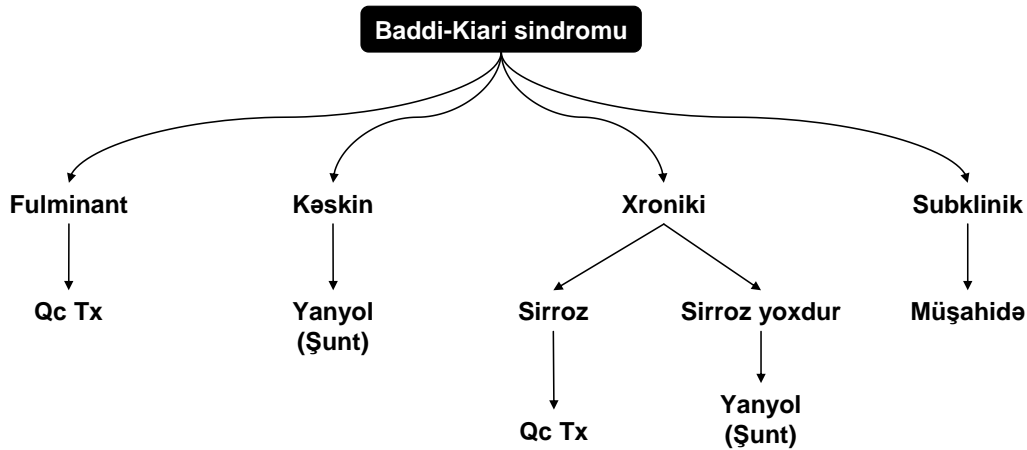 Baddi-Kiari sindromu
Fulminant
Kəskin
Xroniki
Subklinik
Qc Tx
Yanyol
(Şunt)
Sirroz
Sirroz yoxdur
Müşahidə
Qc Tx
Yanyol
(Şunt)